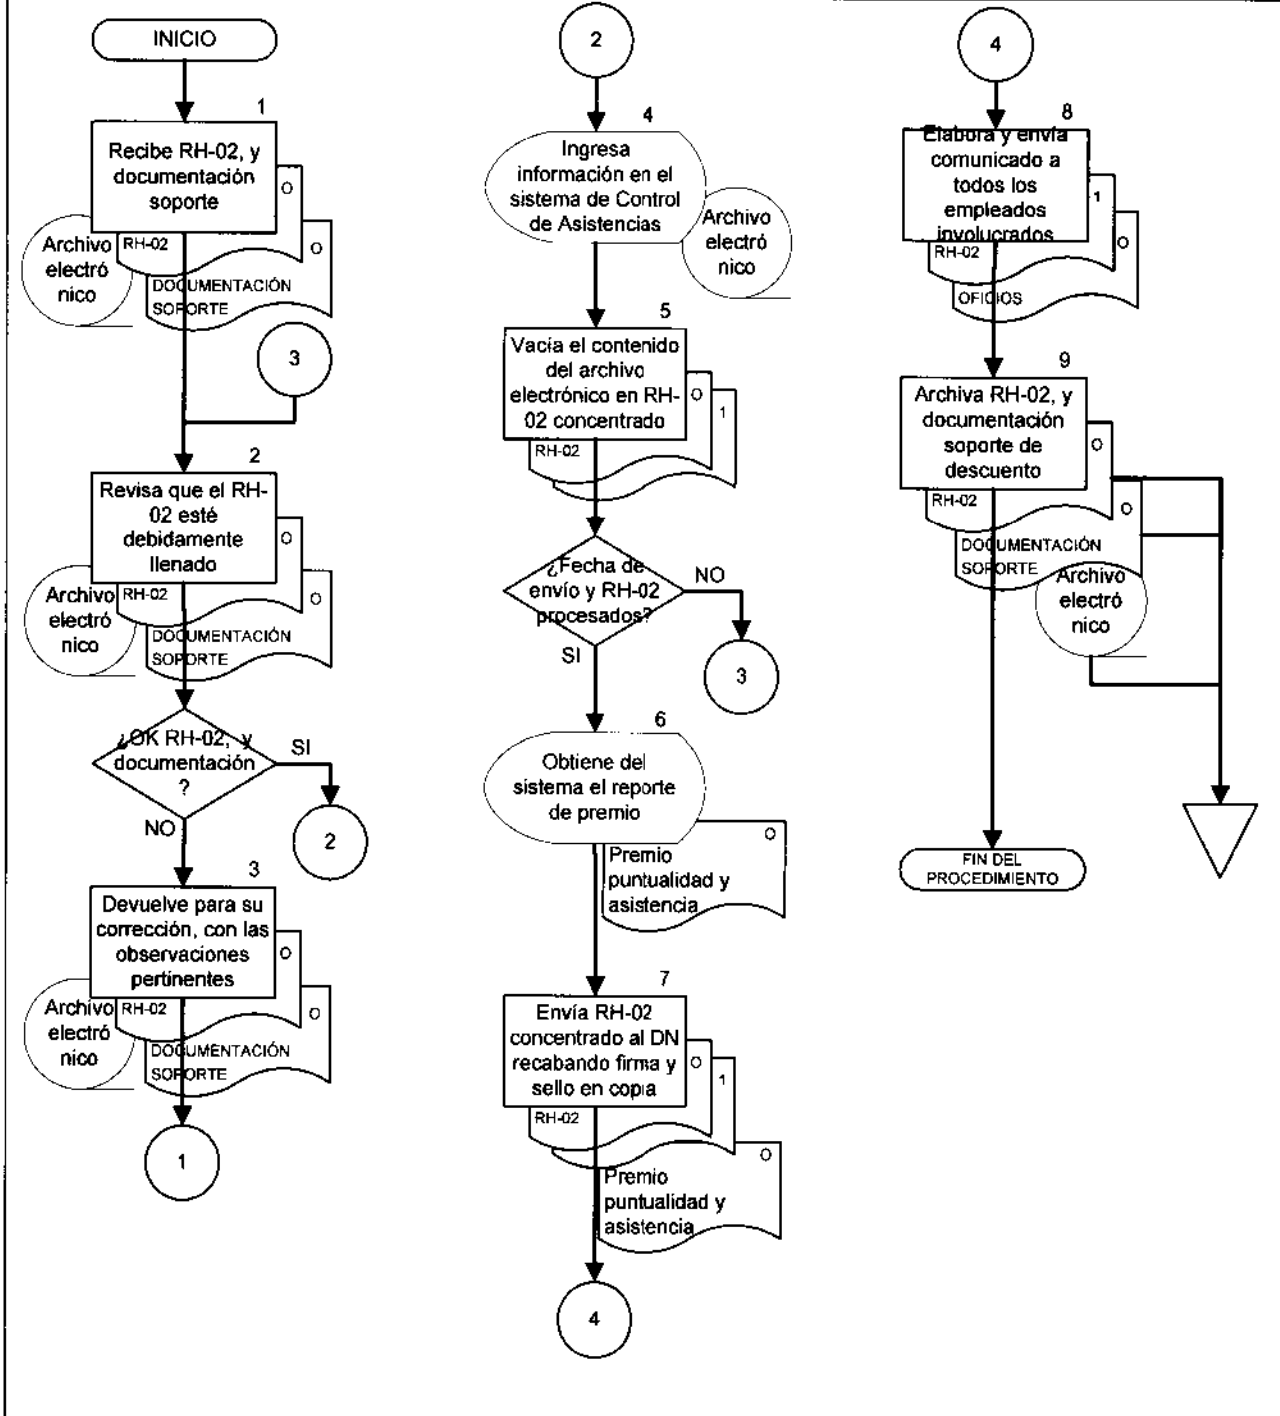 INICIO
1
Recibe RH-02, y
documentación
soporte
O
O
Archivo
electró
nico
RH-02
DOCUMENTACIÓN
SOPORTE
3
2
Revisa que el RH-
02 esté
debidamente
llenado
O
O
Archivo
electró
nico
RH-02
DOCUMENTACIÓN
SOPORTE
¿OK RH-02, y
documentación
?
SI
2
NO
3
Devuelve para su
corrección, con las
observaciones
pertinentes
O
O
Archivo
electró
nico
RH-02
DOCUMENTACIÓN
SOPORTE
1
2
4
Ingresa
información en el
sistema de Control
de Asistencias
Archivo
electró
nico
5
Vacía el contenido
del archivo
electrónico en RH-
02 concentrado
O
1
RH-02
¿Fecha de
envío y RH-02
procesados?
NO
3
SI
6
Obtiene del
sistema el reporte
de premio
O
Premio
puntualidad y
asistencia
7
Envía RH-02
concentrado al DN
recabando firma y
sello en copia
O
1
RH-02
O
Premio
puntualidad y
asistencia
4
4
8
Elabora y envía
comunicado a
todos los
empleados
involucrados
1
O
RH-02
OFICIOS
9
Archiva RH-02, y
documentación
soporte de
descuento
O
O
RH-02
DOCUMENTACIÓN
SOPORTE
Archivo
electró
nico
FIN DEL
PROCEDIMIENTO